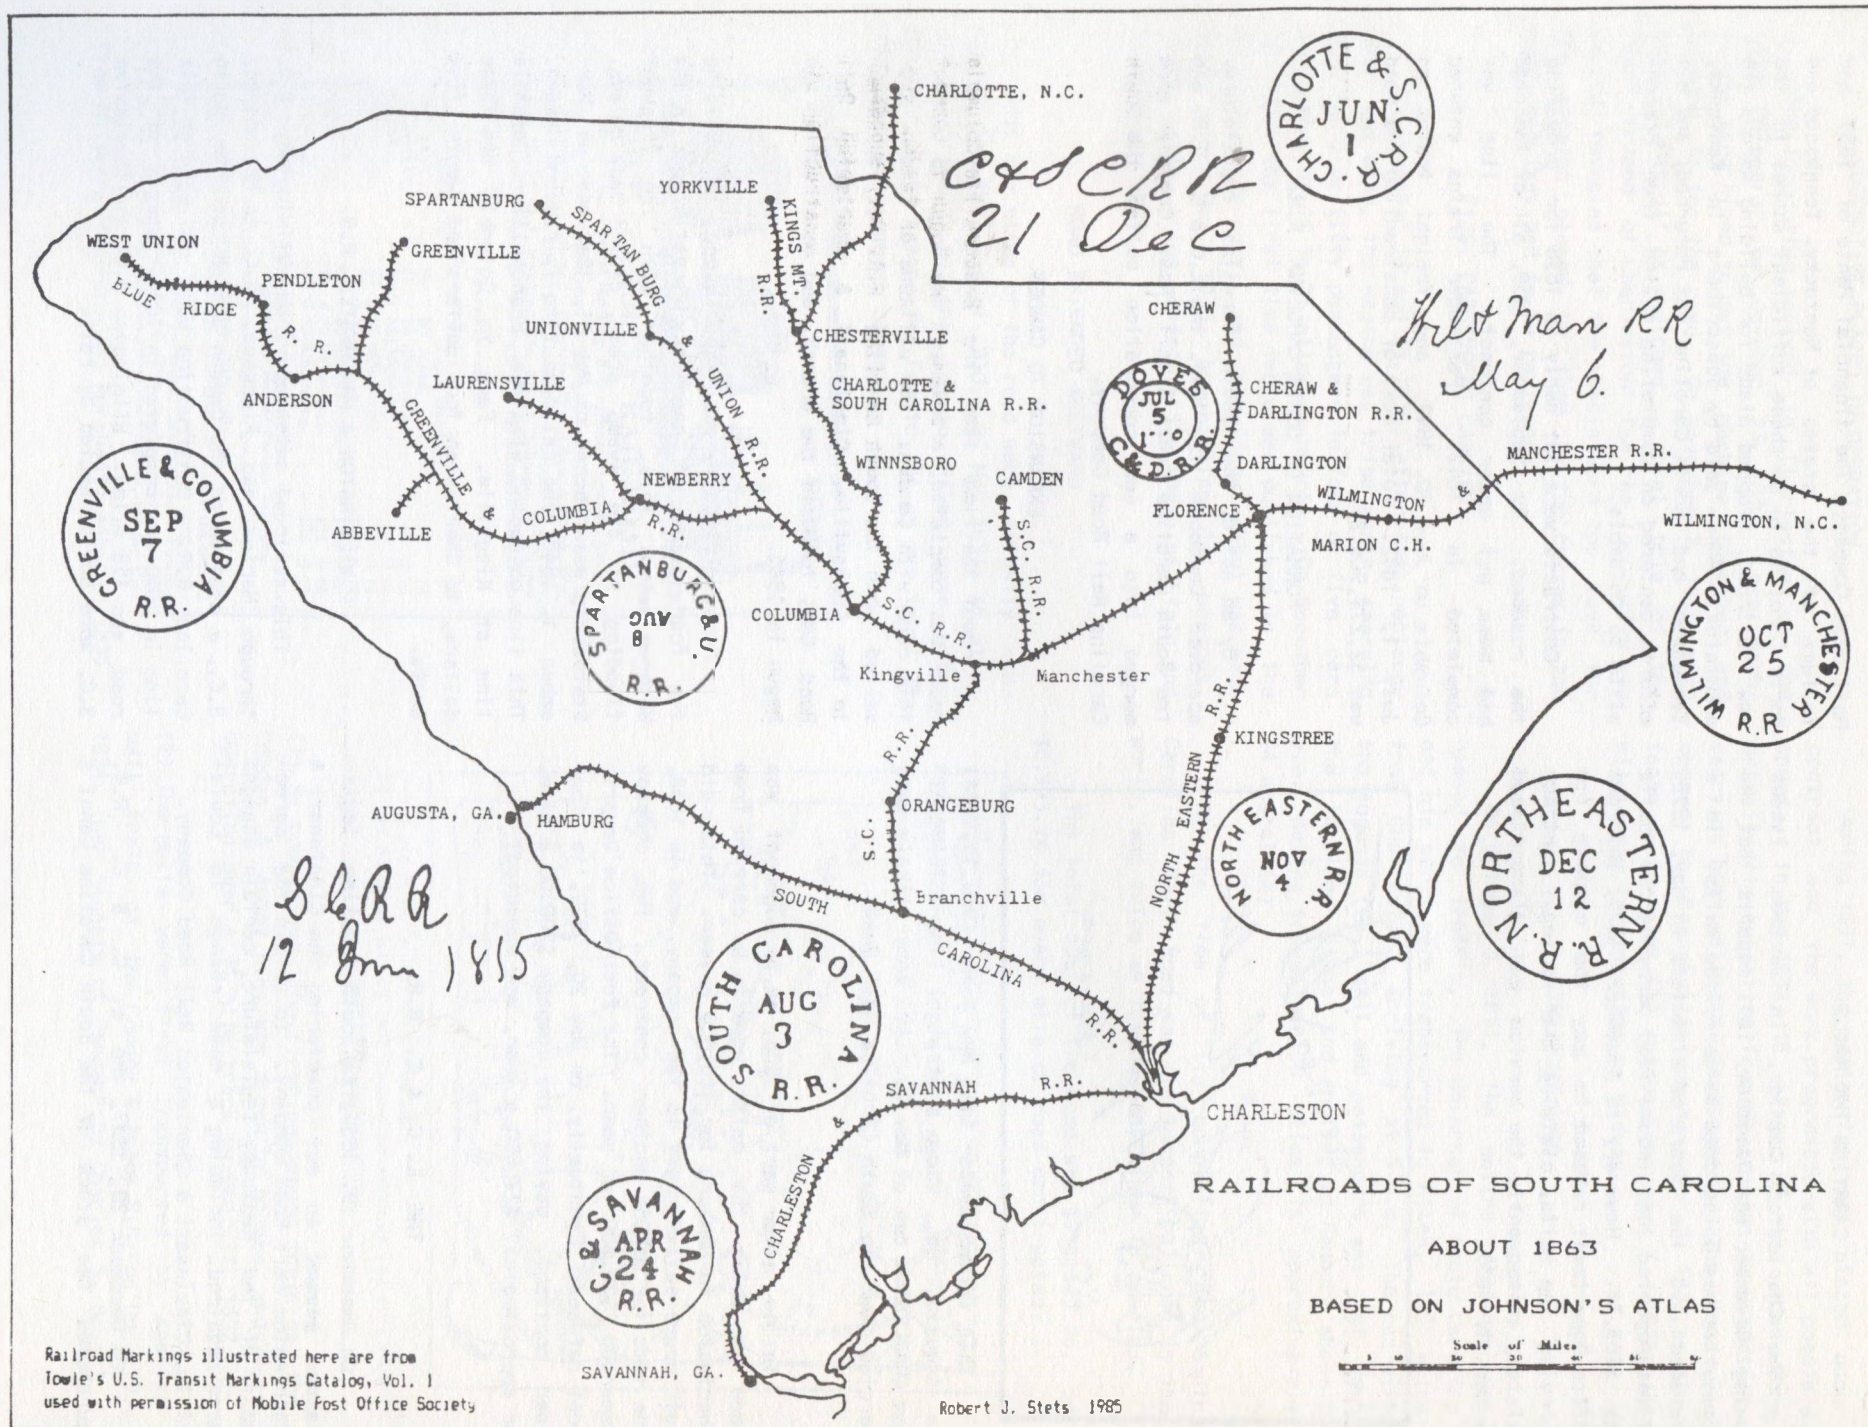 CHARLOTTE, N.C.
CHARLOTTE & S.C.R.R.
JUN
1
C&SCRR
21 Dec
YORKVILLE
KINGS MT.
R.R.
SPARTANBURG
SPARTANBURG & UNION R.R.
WEST UNION
GREENVILLE
PENDLETON
BLUE RIDGE R. R.
UNIONVILLE
CHESTERVILLE
CHERAW
Wil & Man RR
May 6.
LAURENSVILLE
ANDERSON
CHARLOTTE &
SOUTH CAROLINA R.R.
CHERAW &
DARLINGTON R.R.
DOVES
JUL
5
C&D.R.R.
GREENVILLE & COLUMBIA R.R.
MANCHESTER R.R.
WINNSBORO
DARLINGTON
NEWBERRY
CAMDEN
WILMINGTON &
FLORENCE
WILMINGTON, N.C.
ABBEVILLE
MARION C.H.
GREENVILLE & COLUMBIA
SEP
7
R.R.
S.C. R.R.
SPARTANBURG & U.
AUG
8
R.R.
COLUMBIA
S.C. R.R.
Kingville
Manchester
WILMINGTON & MANCHESTER
OCT
25
R.R
R.R.
KINGSTREE
R.R.
ORANGEBURG
AUGUSTA, GA.
HAMBURG
S.C.
NORTH EASTERN
NORTH EASTERN R.R.
NOV
4
NORTHEASTERN R.R.
DEC
12
Branchville
SOUTH
CAROLINA
R.R.
S C R R
SOUTH CAROLINA
AUG
3
R.R.
SAVANNAH R.R.
CHARLESTON &
CHARLESTON
C. & SAVANNAH
APR
24
R.R.
RAILROADS OF SOUTH CAROLINA
ABOUT 1863
BASED ON JOHNSON'S ATLAS
Scale of Miles
SAVANNAH, GA.
Railroad Markings illustrated here are from
Towle's U.S. Transit Markings Catalog, Vol. 1
used with permission of Mobile Post Office Society
Robert J. Stets 1985